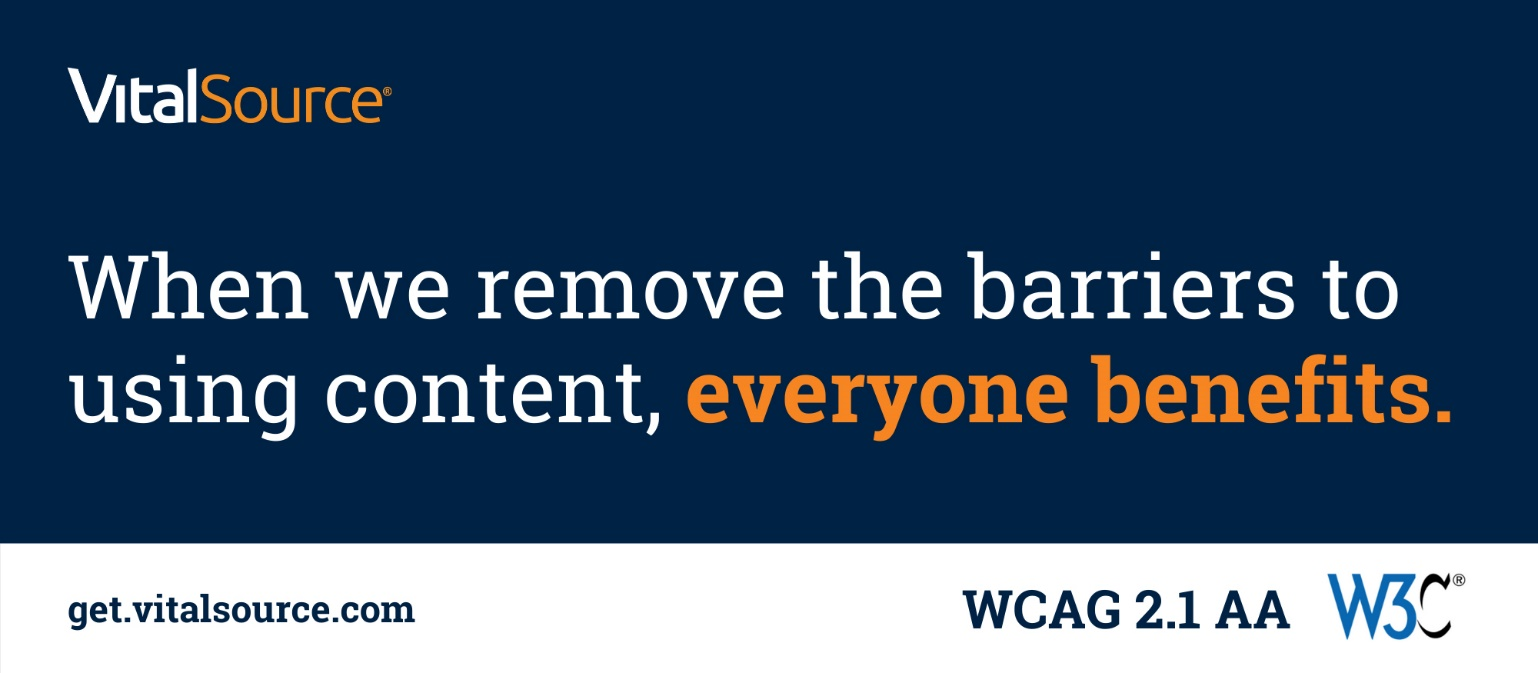 VitalSource®
When we remove the barriers to
using content, everyone benefits.
get.vitalsource.com
WCAG 2.1 AA W3C®